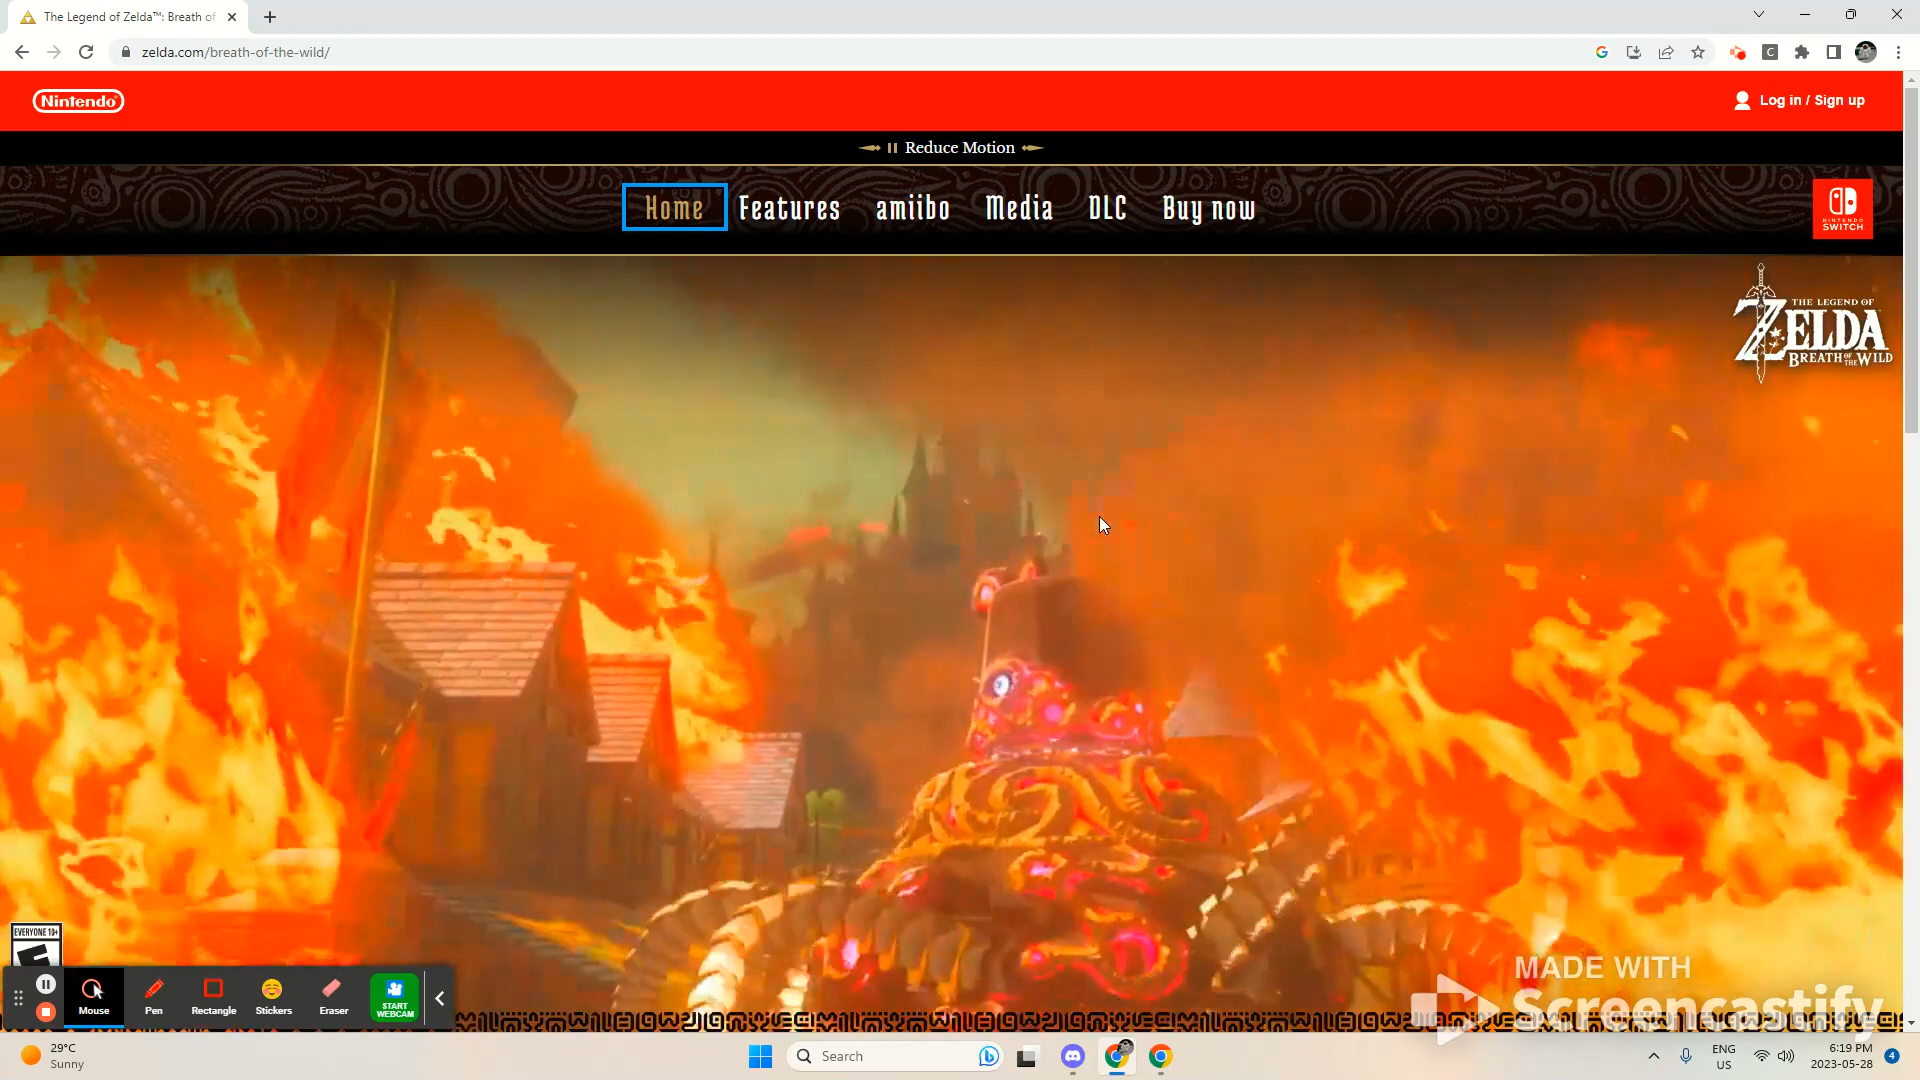 The Legend of Zelda™: Breath of
zelda.com/breath-of-the-wild/
Nintendo
Log in / Sign up
Reduce Motion
Home
Features
amiibo
Media
DLC
Buy now
NINTENDO
SWITCH
THE LEGEND OF
ZELDA
BREATH OF THE WILD
EVERYONE 10+
MADE WITH
Screencastify
Mouse
Pen
Rectangle
Stickers
Eraser
START
WEBCAM
29°C
Sunny
Search
ENG
US
6:19 PM
2023-05-28
4